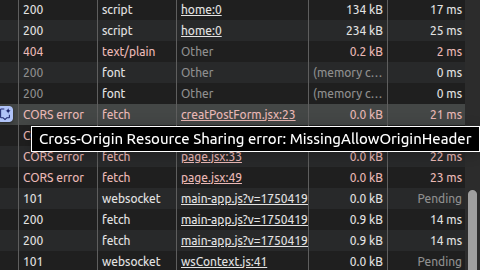 200 script home:0 134 kB 17 ms
200 script home:0 234 kB 25 ms
404 text/plain Other 0.2 kB 2 ms
200 font Other (memory c... 0 ms
200 font Other (memory c... 0 ms
CORS error fetch creatPostForm.jsx:23 0.0 kB 21 ms
Cross-Origin Resource Sharing error: MissingAllowOriginHeader
CORS error fetch page.jsx:33 0.0 kB 22 ms
CORS error fetch page.jsx:49 0.0 kB 23 ms
101 websocket main-app.js?v=1750419 0.0 kB Pending
200 fetch main-app.js?v=1750419 0.9 kB 14 ms
200 fetch main-app.js?v=1750419 0.9 kB 14 ms
101 websocket wsContext.js:41 0.0 kB Pending